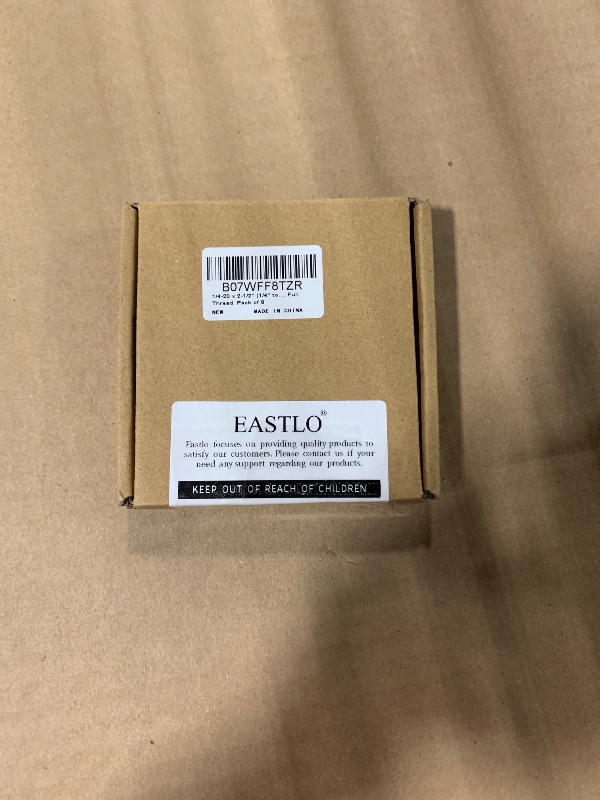 B07WFF8TZR
1/4-20 x 2-1/2" (1/4" to ... Full
Thread, Pack of 8
NEW MADE IN CHINA
EASTLO®
Eastlo focuses on providing quality products to
satisfy our customers. Please contact us if your
need any support regarding our products.
KEEP OUT OF REACH OF CHILDREN